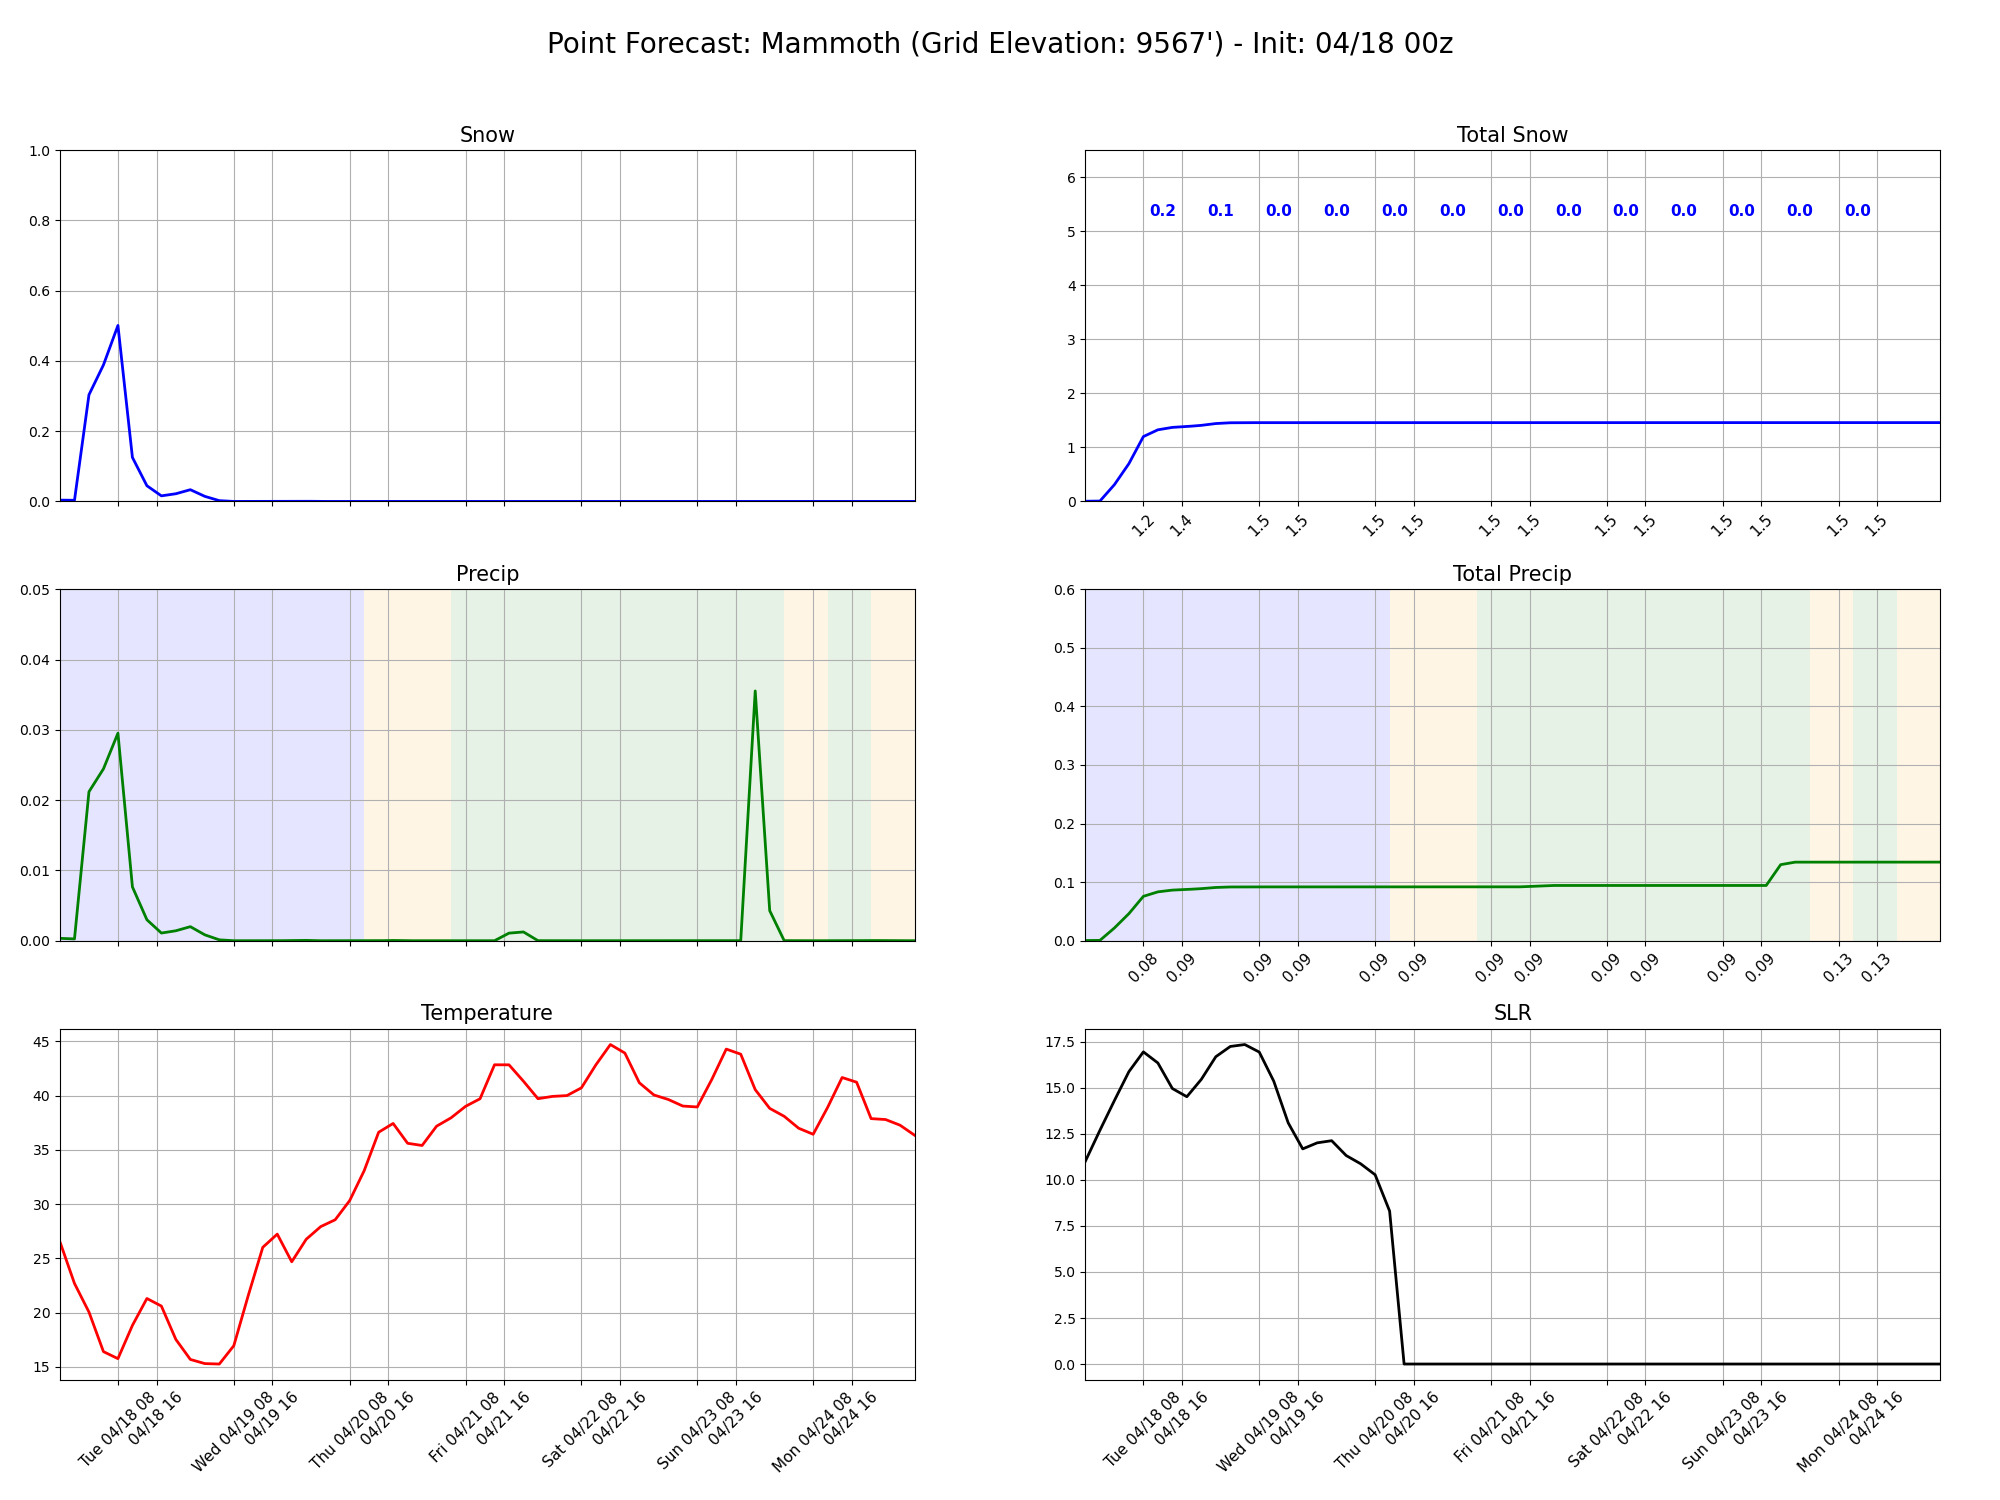 Point Forecast: Mammoth (Grid Elevation: 9567') - Init: 04/18 00z
Snow
1.0
0.8
0.6
0.4
0.2
0.0
Total Snow
6
5
4
3
2
1
0
0.2 0.1 0.0 0.0 0.0 0.0 0.0 0.0 0.0 0.0 0.0 0.0 0.0
1.2 1.4 1.5 1.5 1.5 1.5 1.5 1.5 1.5 1.5 1.5 1.5 1.5 1.5
Precip
0.05
0.04
0.03
0.02
0.01
0.00
Total Precip
0.6
0.5
0.4
0.3
0.2
0.1
0.0
0.08 0.09 0.09 0.09 0.09 0.09 0.09 0.09 0.09 0.09 0.09 0.09 0.13 0.13
Temperature
45
40
35
30
25
20
15
Tue 04/18 08
04/18 16
Wed 04/19 08
04/19 16
Thu 04/20 08
04/20 16
Fri 04/21 08
04/21 16
Sat 04/22 08
04/22 16
Sun 04/23 08
04/23 16
Mon 04/24 08
04/24 16
SLR
17.5
15.0
12.5
10.0
7.5
5.0
2.5
0.0
Tue 04/18 08
04/18 16
Wed 04/19 08
04/19 16
Thu 04/20 08
04/20 16
Fri 04/21 08
04/21 16
Sat 04/22 08
04/22 16
Sun 04/23 08
04/23 16
Mon 04/24 08
04/24 16